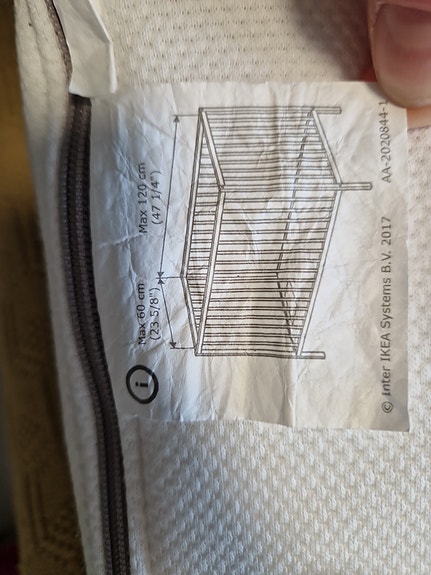 i
Max 60 cm
(23 5/8")
Max 120 cm
(47 1/4")
© Inter IKEA Systems B.V. 2017
AA-2020844-1